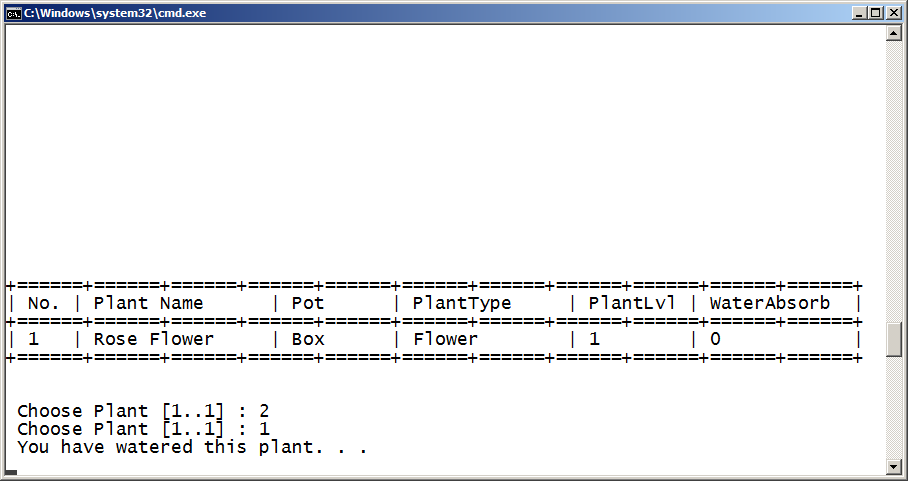 C:\Windows\system32\cmd.exe
+======+======+======+======+======+======+======+======+======+======+======+
| No. | Plant Name      | Pot      | PlantType     | PlantLvl | WaterAbsorb  |
+======+======+======+======+======+======+======+======+======+======+======+
| 1   | Rose Flower     | Box      | Flower        | 1        | 0            |
+======+======+======+======+======+======+======+======+======+======+======+
Choose Plant [1..1] : 2
Choose Plant [1..1] : 1
You have watered this plant. . .